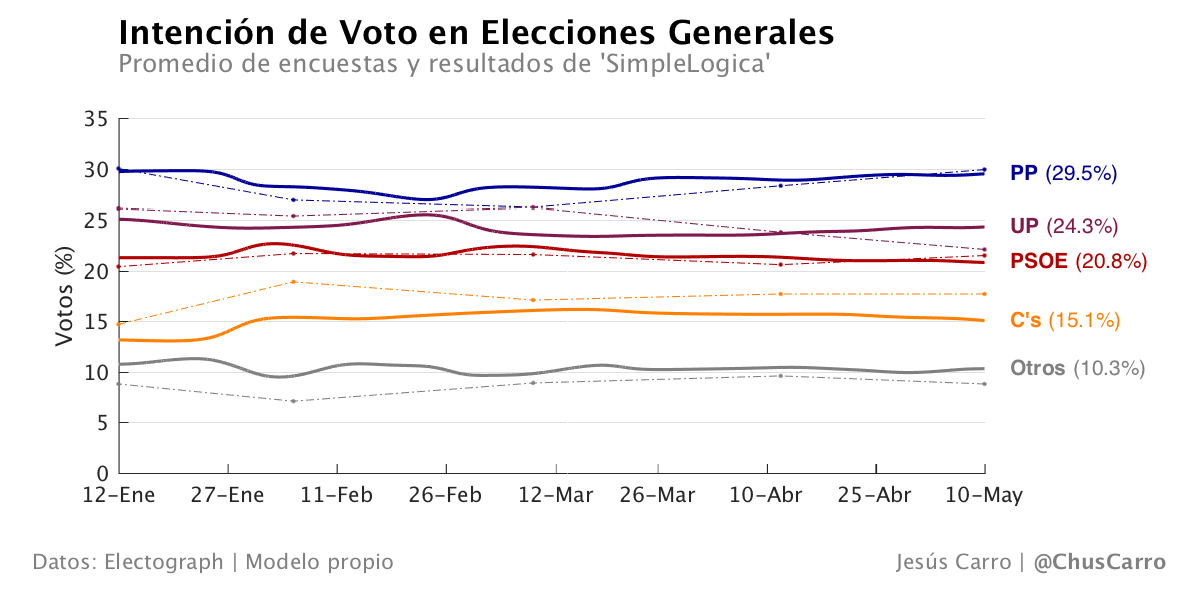 Intención de Voto en Elecciones Generales
Promedio de encuestas y resultados de 'SimpleLogica'
35
30
25
20
15
10
5
0
Votos (%)
PP (29.5%)
UP (24.3%)
PSOE (20.8%)
C's (15.1%)
Otros (10.3%)
12-Ene 27-Ene 11-Feb 26-Feb 12-Mar 26-Mar 10-Abr 25-Abr 10-May
Datos: Electograph | Modelo propio
Jesús Carro | @ChusCarro